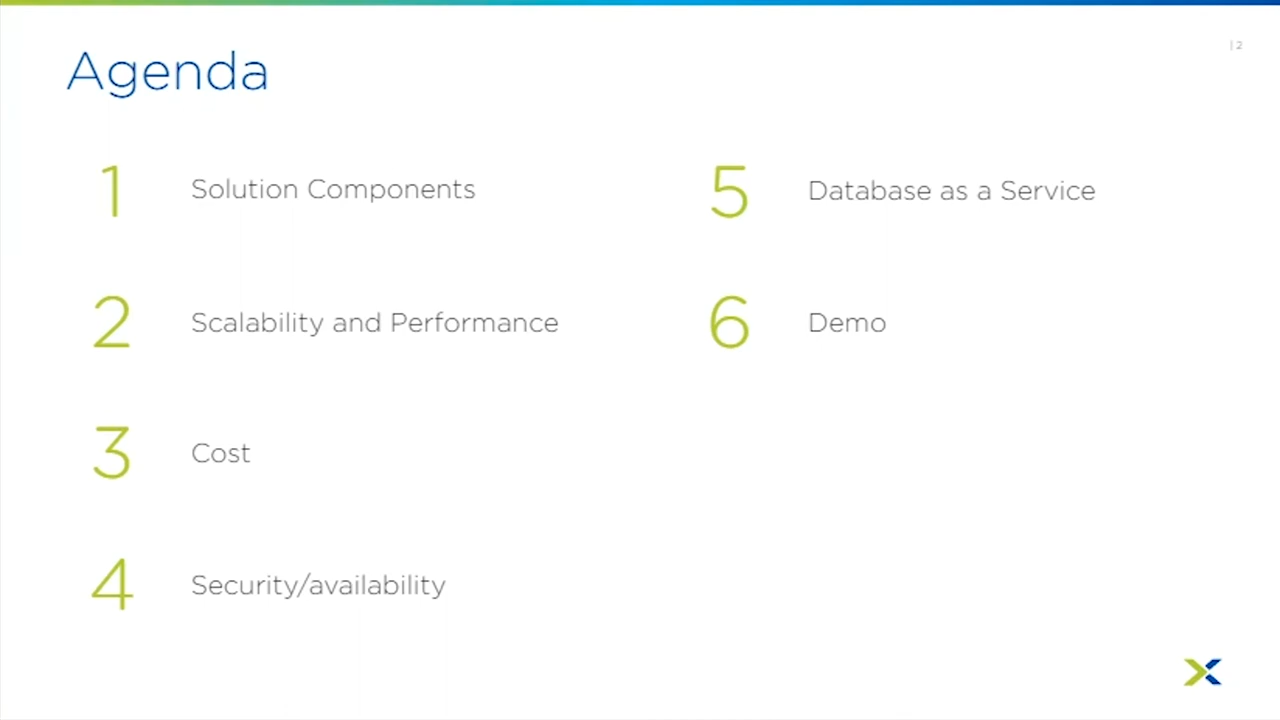 | 2
Agenda
1 Solution Components
2 Scalability and Performance
3 Cost
4 Security/availability
5 Database as a Service
6 Demo